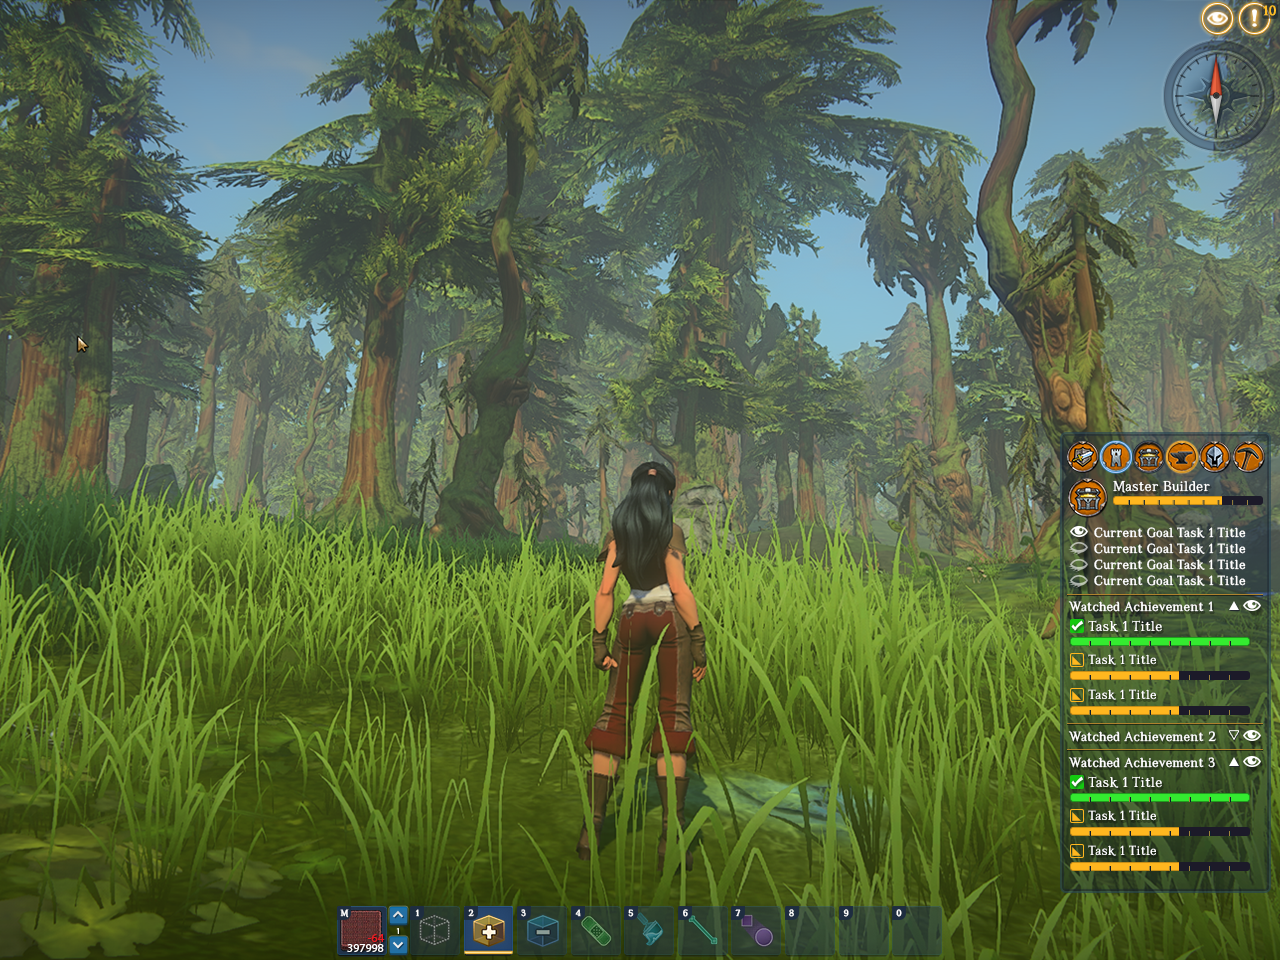 10
Master Builder
Current Goal Task 1 Title
Current Goal Task 1 Title
Current Goal Task 1 Title
Current Goal Task 1 Title
Watched Achievement 1
Task 1 Title
Task 1 Title
Task 1 Title
Watched Achievement 2
Watched Achievement 3
Task 1 Title
Task 1 Title
Task 1 Title
M 1 2 3 4 5 6 7 8 9 0
1
-64
397998